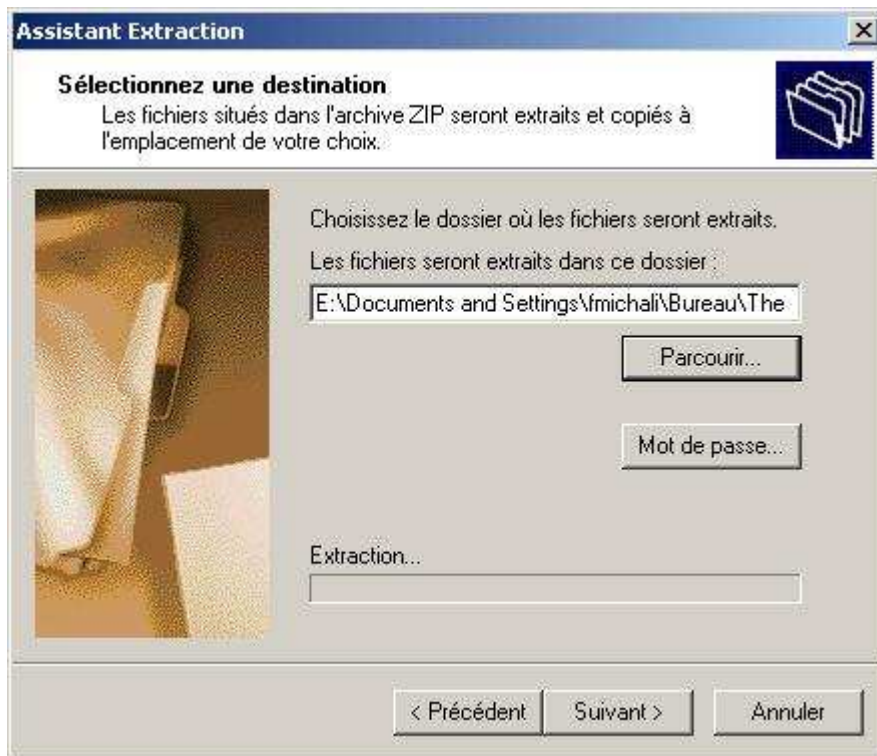 Assistant Extraction
Sélectionnez une destination
Les fichiers situés dans l'archive ZIP seront extraits et copiés à
l'emplacement de votre choix.
Choisissez le dossier où les fichiers seront extraits.
Les fichiers seront extraits dans ce dossier :
E:\Documents and Settings\fmichali\Bureau\The
Parcourir...
Mot de passe...
Extraction...
< Précédent
Suivant >
Annuler